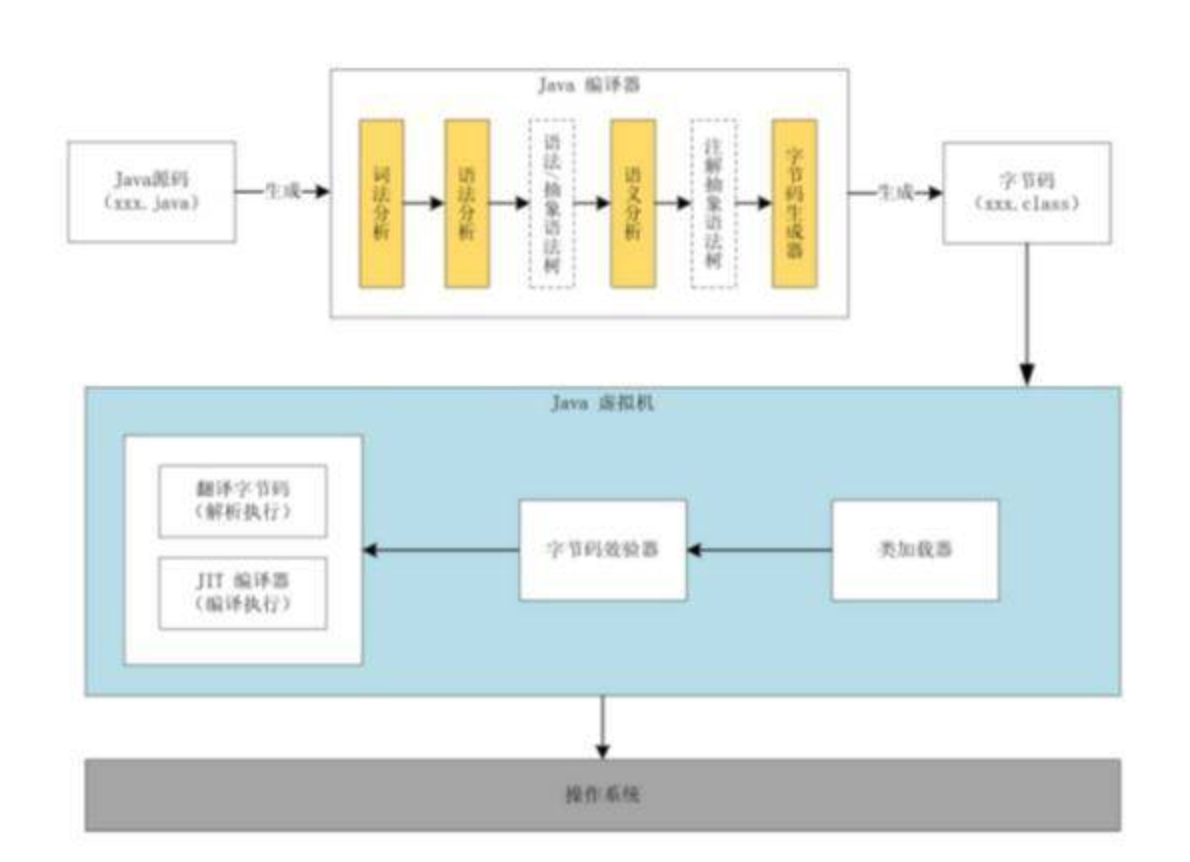 Java 编译器
Java源码
(xxx.java)
生成
词法分析
语法分析
语法/抽象语法树
语义分析
注解抽象语法树
字节码生成器
生成
字节码
(xxx.class)
Java 虚拟机
翻译字节码
(解析执行)
JIT 编译器
(编译执行)
字节码效验器
类加载器
操作系统